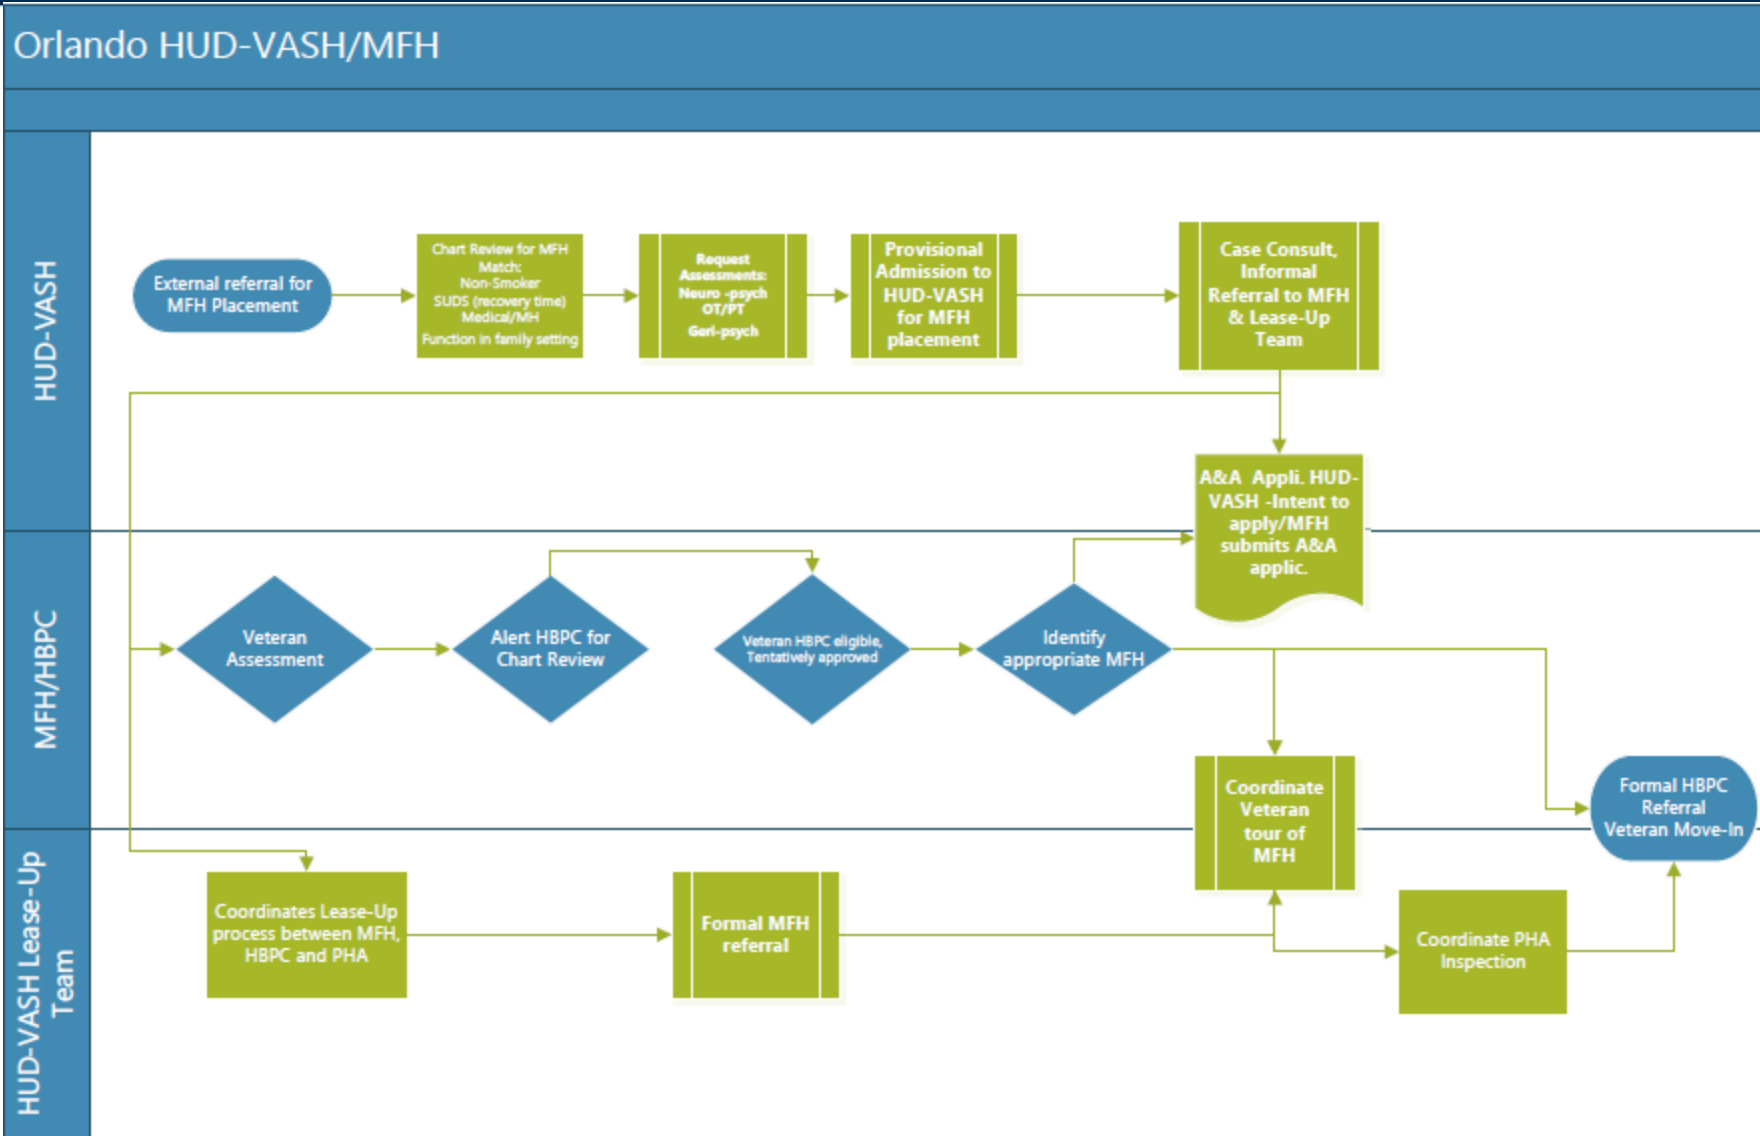 Orlando HUD-VASH/MFH
HUD-VASH
External referral for
MFH Placement
Chart Review for MFH
Match:
Non-Smoker
SUDS (recovery time)
Medical/MH
Function in family setting
Request
Assessments:
Neuro -psych
OT/PT
Geri-psych
Provisional
Admission to
HUD-VASH
for MFH
placement
Case Consult,
Informal
Referral to MFH
& Lease-Up
Team
A&A Appli. HUD-
VASH -Intent to
apply/MFH
submits A&A
applic.
MFH/HBPC
Veteran
Assessment
Alert HBPC for
Chart Review
Veteran HBPC eligible,
Tentatively approved
Identify
appropriate MFH
Coordinate
Veteran
tour of
MFH
Formal HBPC
Referral
Veteran Move-In
HUD-VASH Lease-Up
Team
Coordinates Lease-Up
process between MFH,
HBPC and PHA
Formal MFH
referral
Coordinate PHA
Inspection